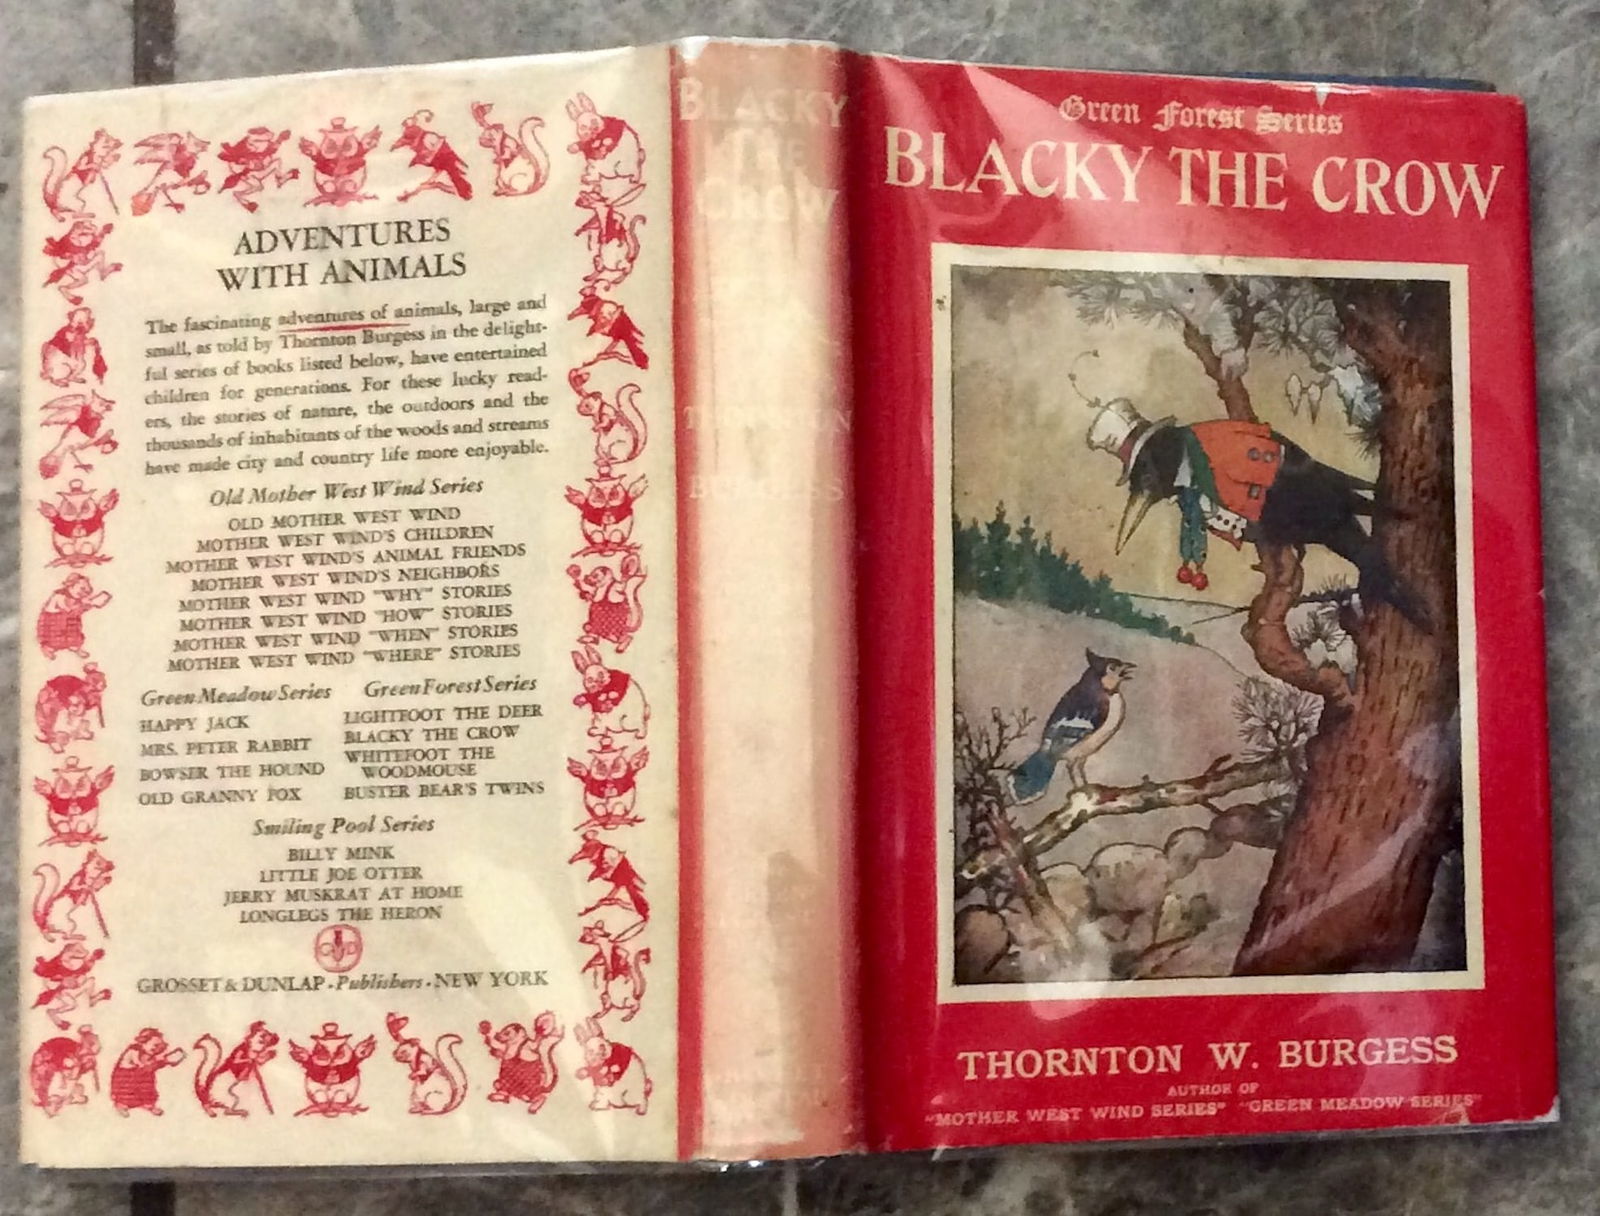 ADVENTURES
WITH ANIMALS
The fascinating adventures of animals, large and
small, as told by Thornton Burgess in the delight-
ful series of books listed below, have entertained
children for generations. For these lucky read-
ers, the stories of nature, the outdoors and the
thousands of inhabitants of the woods and streams
have made city and country life more enjoyable.
Old Mother West Wind Series
OLD MOTHER WEST WIND
MOTHER WEST WIND'S CHILDREN
MOTHER WEST WIND'S ANIMAL FRIENDS
MOTHER WEST WIND'S NEIGHBORS
MOTHER WEST WIND "WHY" STORIES
MOTHER WEST WIND "HOW" STORIES
MOTHER WEST WIND "WHEN" STORIES
MOTHER WEST WIND "WHERE" STORIES
Green Meadow Series
HAPPY JACK
MRS. PETER RABBIT
BOWSER THE HOUND
OLD GRANNY FOX
Green Forest Series
LIGHTFOOT THE DEER
BLACKY THE CROW
WHITEFOOT THE
WOODMOUSE
BUSTER BEAR'S TWINS
Smiling Pool Series
BILLY MINK
LITTLE JOE OTTER
JERRY MUSKRAT AT HOME
LONGLEGS THE HERON
GROSSET & DUNLAP · Publishers · NEW YORK
BLACKY
THE
CROW
THORNTON
BURGESS
Green Forest Series
BLACKY THE CROW
THORNTON W. BURGESS
AUTHOR OF
"MOTHER WEST WIND SERIES" "GREEN MEADOW SERIES"